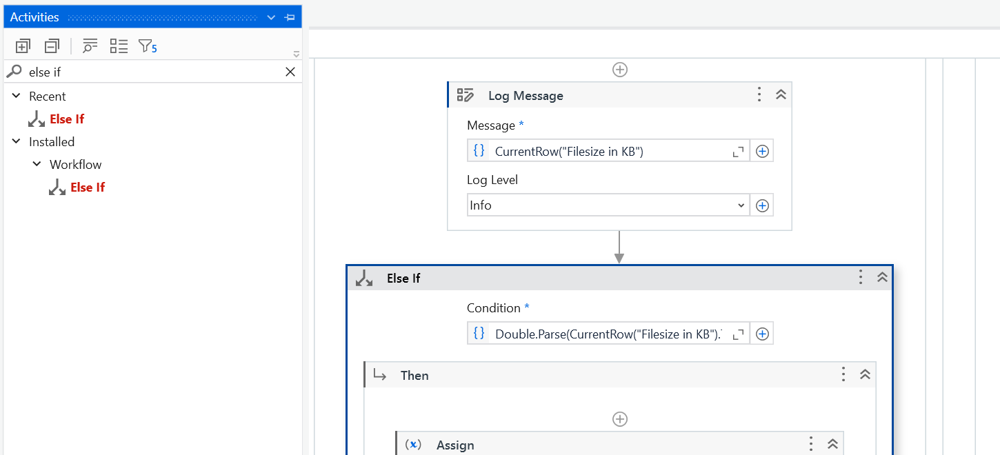 Activities
5
else if
Recent
Else If
Installed
Workflow
Else If
Log Message
Message *
{} CurrentRow("Filesize in KB")
Log Level
Info
Else If
Condition *
{} Double.Parse(CurrentRow("Filesize in KB").
Then
(x) Assign